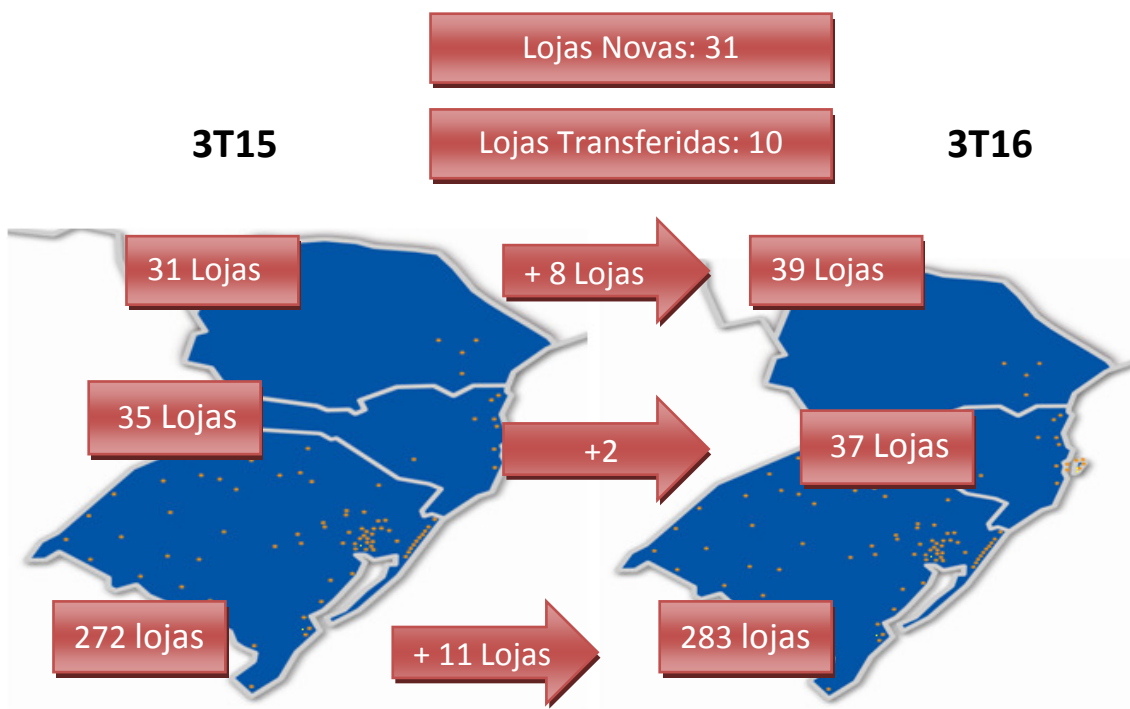 Lojas Novas: 31
3T15
Lojas Transferidas: 10
3T16
31 Lojas
+ 8 Lojas
39 Lojas
35 Lojas
+2
37 Lojas
272 lojas
+ 11 Lojas
283 lojas